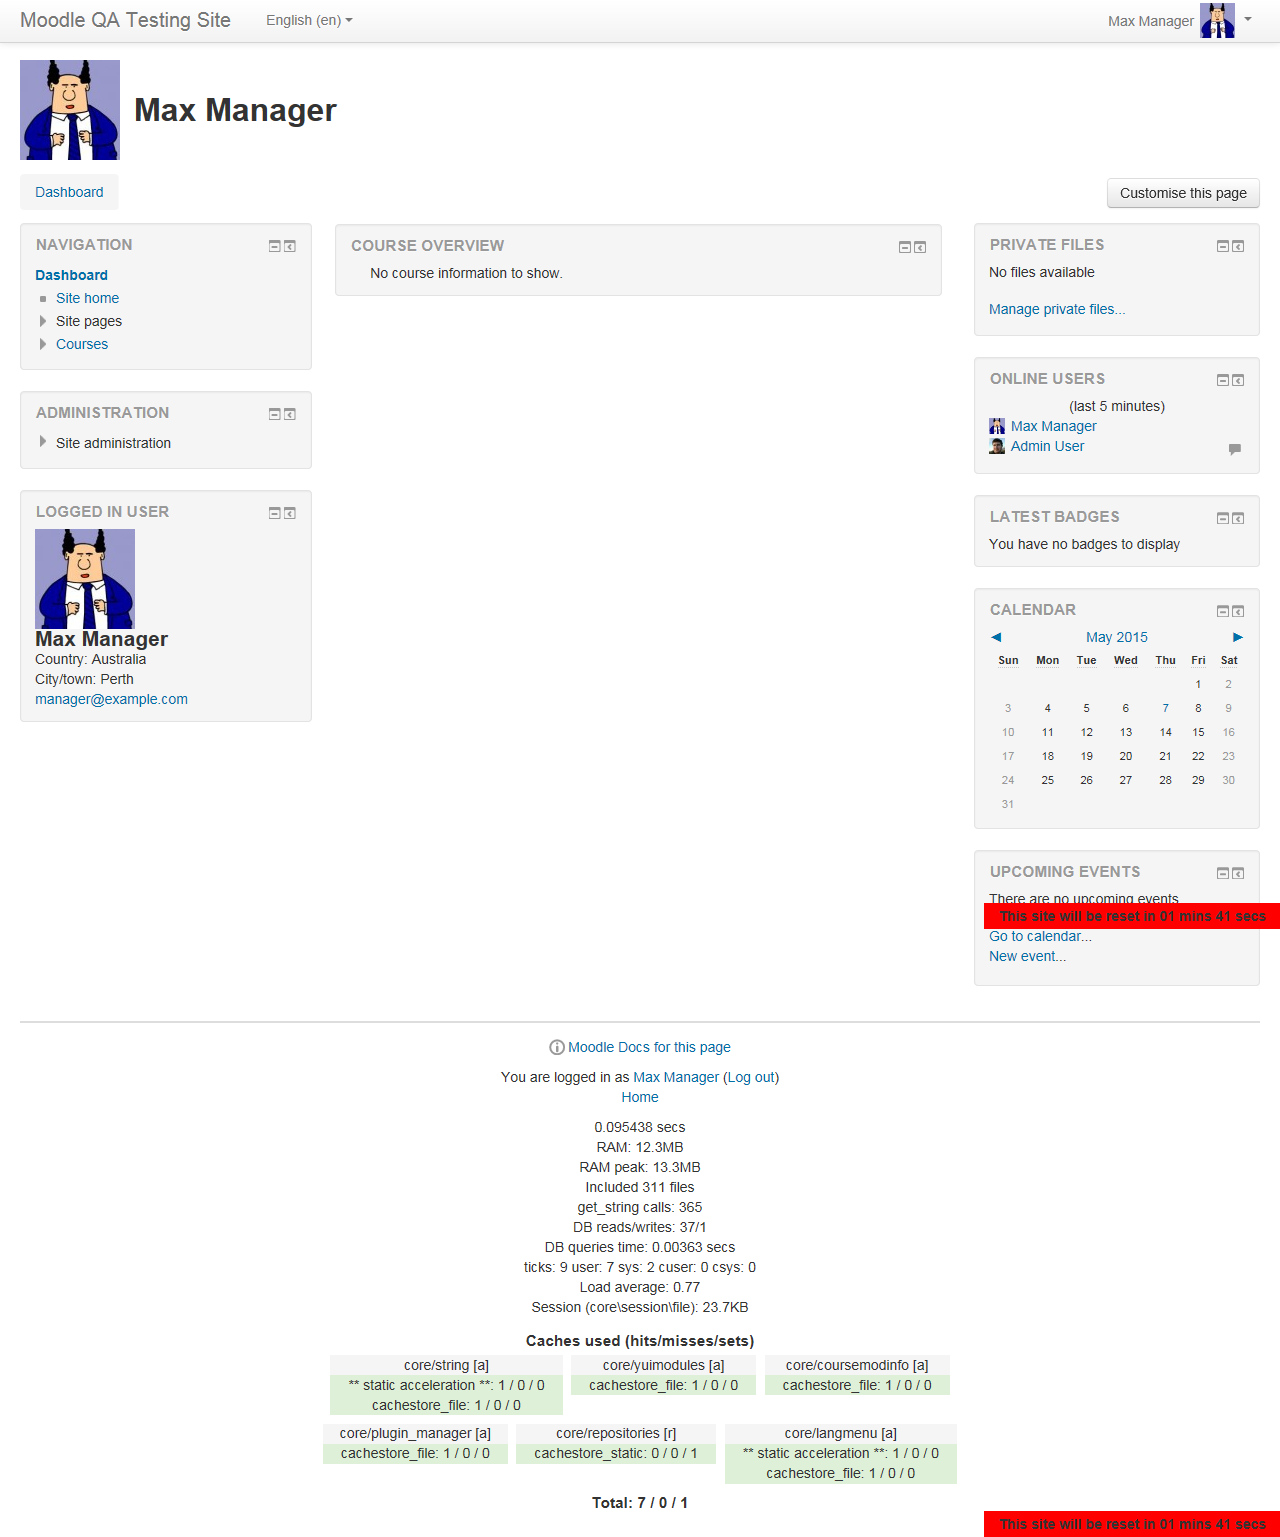 Moodle QA Testing Site
English (en)
Max Manager
Max Manager
Dashboard
Customise this page
NAVIGATION
Dashboard
Site home
Site pages
Courses
ADMINISTRATION
Site administration
LOGGED IN USER
Max Manager
Country: Australia
City/town: Perth
manager@example.com
COURSE OVERVIEW
No course information to show.
PRIVATE FILES
No files available
Manage private files...
ONLINE USERS
(last 5 minutes)
Max Manager
Admin User
LATEST BADGES
You have no badges to display
CALENDAR
◄ May 2015 ►
Sun Mon Tue Wed Thu Fri Sat
1 2
3 4 5 6 7 8 9
10 11 12 13 14 15 16
17 18 19 20 21 22 23
24 25 26 27 28 29 30
31
UPCOMING EVENTS
There are no upcoming events
This site will be reset in 01 mins 41 secs
Go to calendar...
New event...
Moodle Docs for this page
You are logged in as Max Manager (Log out)
Home
0.095438 secs
RAM: 12.3MB
RAM peak: 13.3MB
Included 311 files
get_string calls: 365
DB reads/writes: 37/1
DB queries time: 0.00363 secs
ticks: 9 user: 7 sys: 2 cuser: 0 csys: 0
Load average: 0.77
Session (core\session\file): 23.7KB
Caches used (hits/misses/sets)
core/string [a]
** static acceleration **: 1 / 0 / 0
cachestore_file: 1 / 0 / 0
core/yuimodules [a]
cachestore_file: 1 / 0 / 0
core/coursemodinfo [a]
cachestore_file: 1 / 0 / 0
core/plugin_manager [a]
cachestore_file: 1 / 0 / 0
core/repositories [r]
cachestore_static: 0 / 0 / 1
core/langmenu [a]
** static acceleration **: 1 / 0 / 0
cachestore_file: 1 / 0 / 0
Total: 7 / 0 / 1
This site will be reset in 01 mins 41 secs